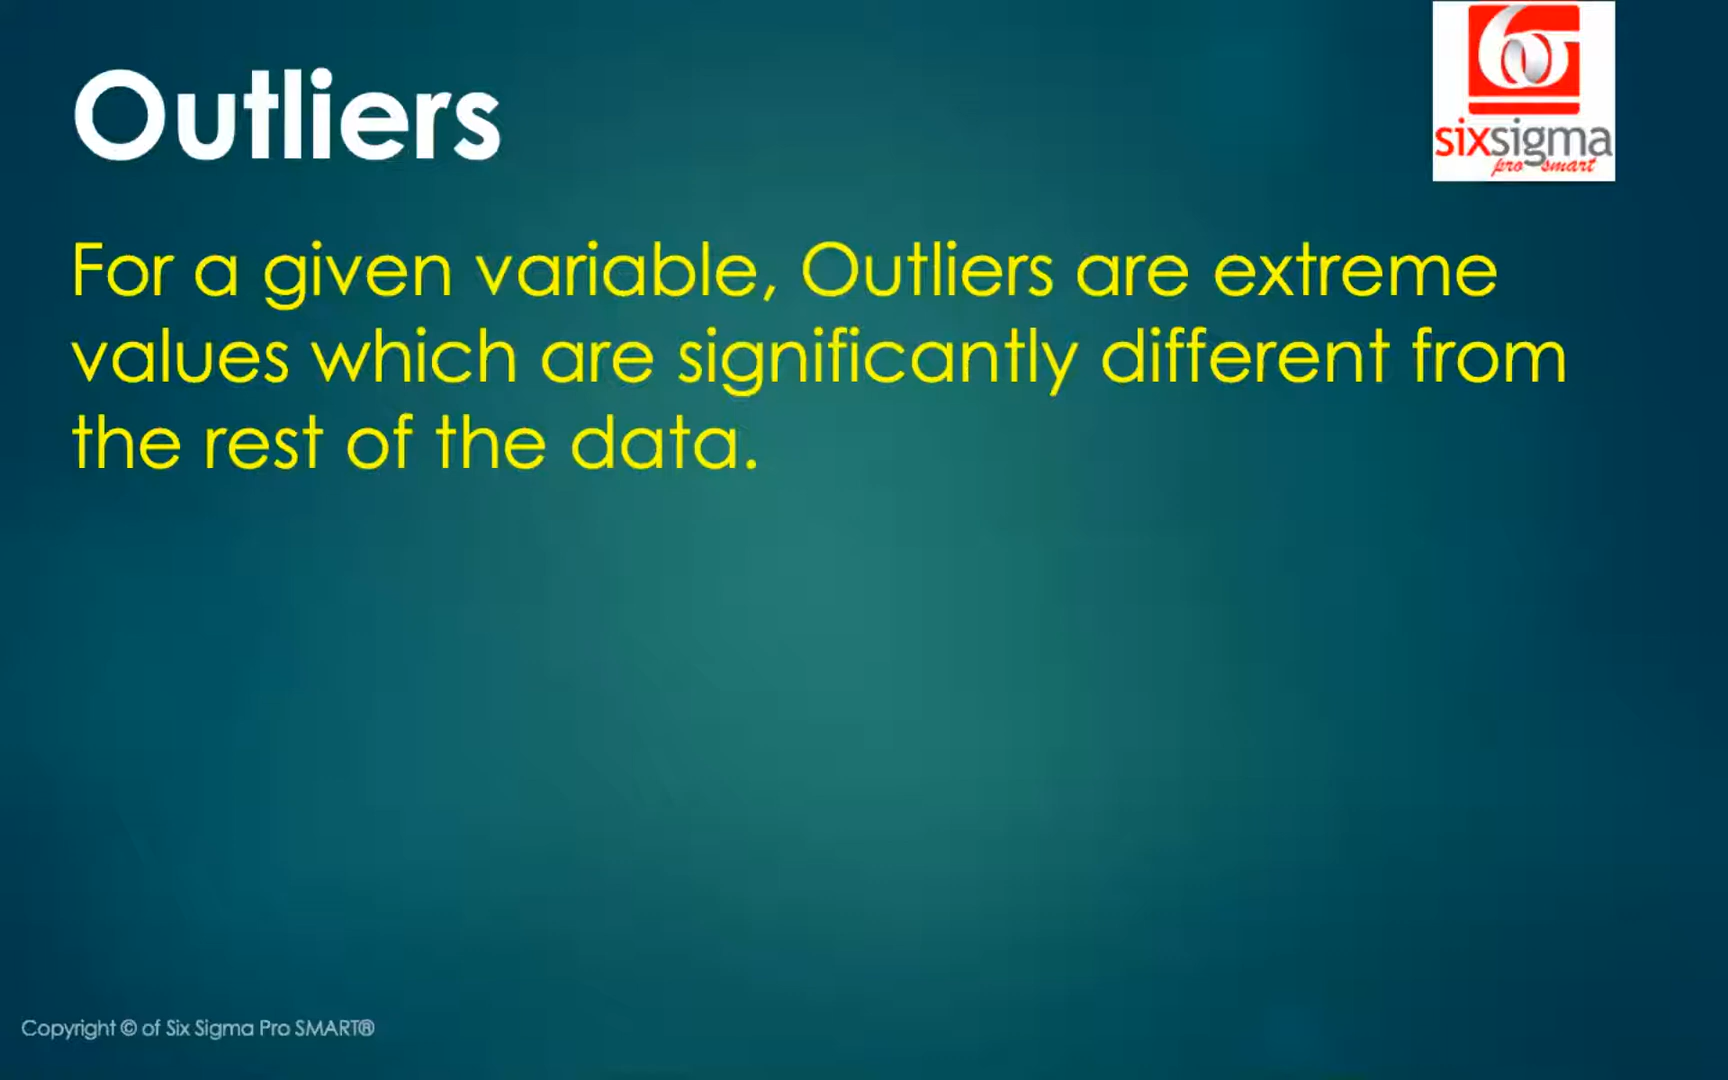 Outliers
sixsigma
pro smart
For a given variable, Outliers are extreme
values which are significantly different from
the rest of the data.
Copyright © of Six Sigma Pro SMART®